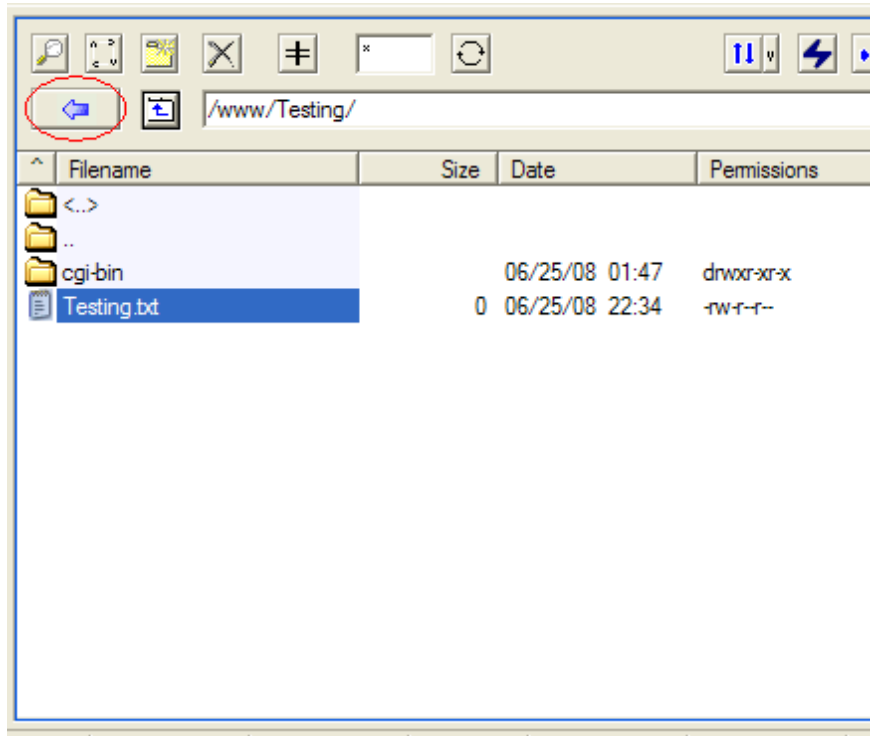 *
/www/Testing/
^ Filename Size Date Permissions
<..>
..
cgi-bin 06/25/08 01:47 drwxr-xr-x
Testing.txt 0 06/25/08 22:34 -rw-r--r--